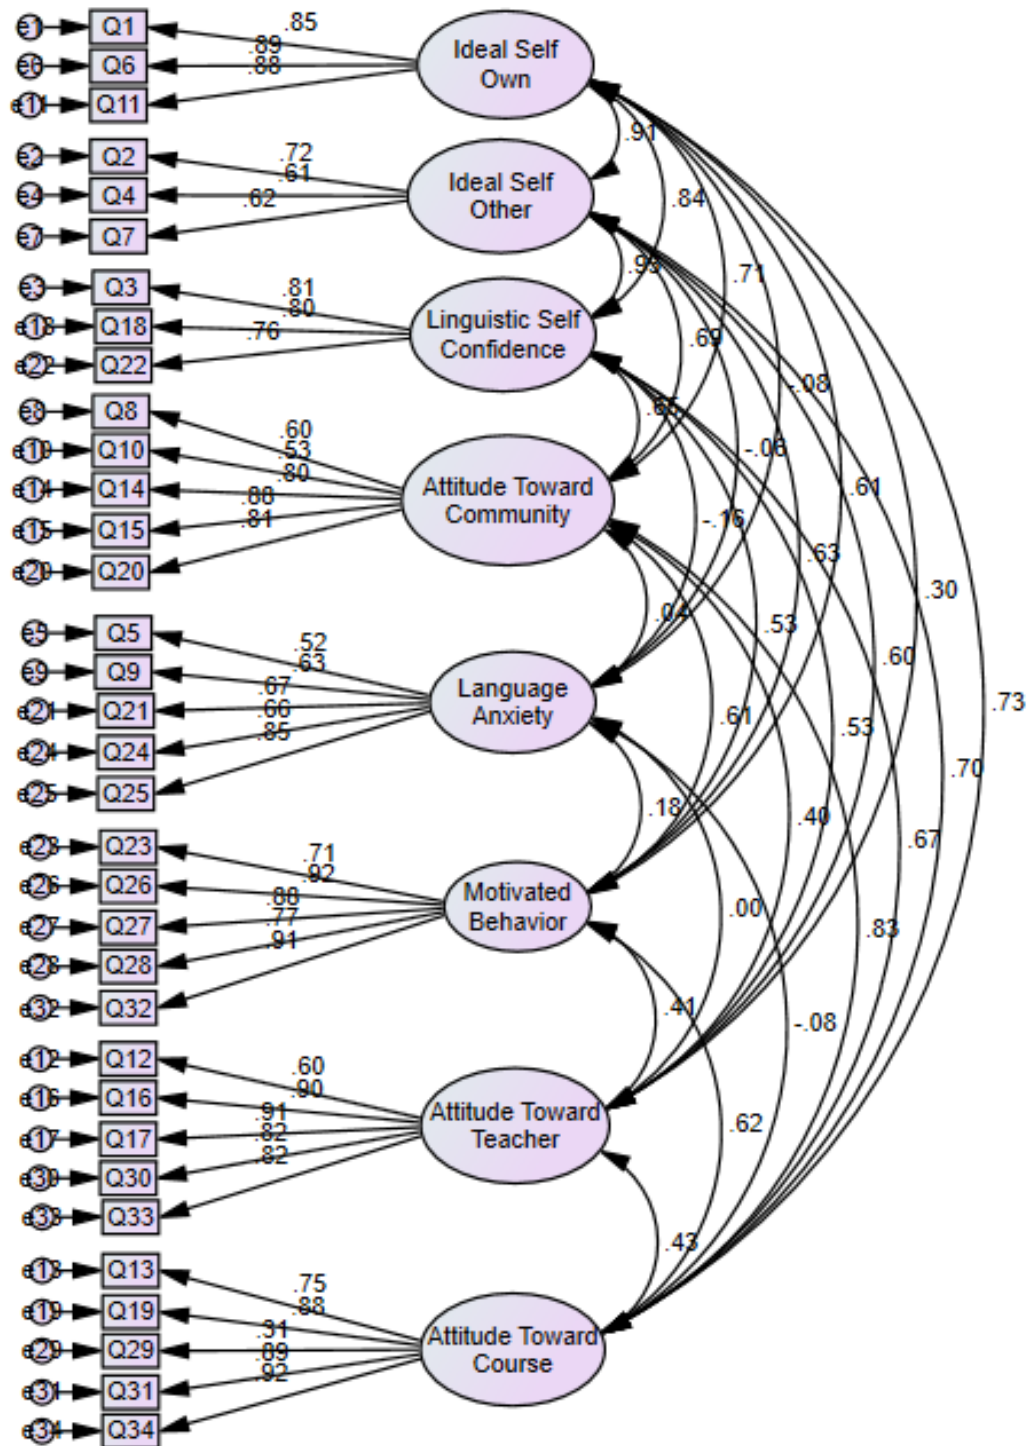 e1 Q1 .85
e6 Q6 .89
e11 Q11 .88
Ideal Self
Own
e2 Q2 .72
e4 Q4 .61
e7 Q7 .62
Ideal Self
Other
.91
e3 Q3 .81
e18 Q18 .80
e22 Q22 .76
Linguistic Self
Confidence
.84
.93
e8 Q8 .60
e10 Q10 .53
e14 Q14 .80
e15 Q15 .88
e20 Q20 .81
Attitude Toward
Community
.71
.69
.65
-.08
-.06
-.16
.04
e5 Q5 .52
e9 Q9 .63
e21 Q21 .67
e24 Q24 .66
e25 Q25 .85
Language
Anxiety
.61
.63
.53
.61
.18
e23 Q23 .71
e26 Q26 .92
e27 Q27 .88
e28 Q28 .77
e32 Q32 .91
Motivated
Behavior
.30
.60
.53
.40
.00
.41
e12 Q12 .60
e16 Q16 .90
e17 Q17 .91
e30 Q30 .82
e33 Q33 .82
Attitude Toward
Teacher
.73
.70
.67
.83
-.08
.62
.43
e13 Q13 .75
e19 Q19 .88
e29 Q29 .31
e31 Q31 .89
e34 Q34 .92
Attitude Toward
Course